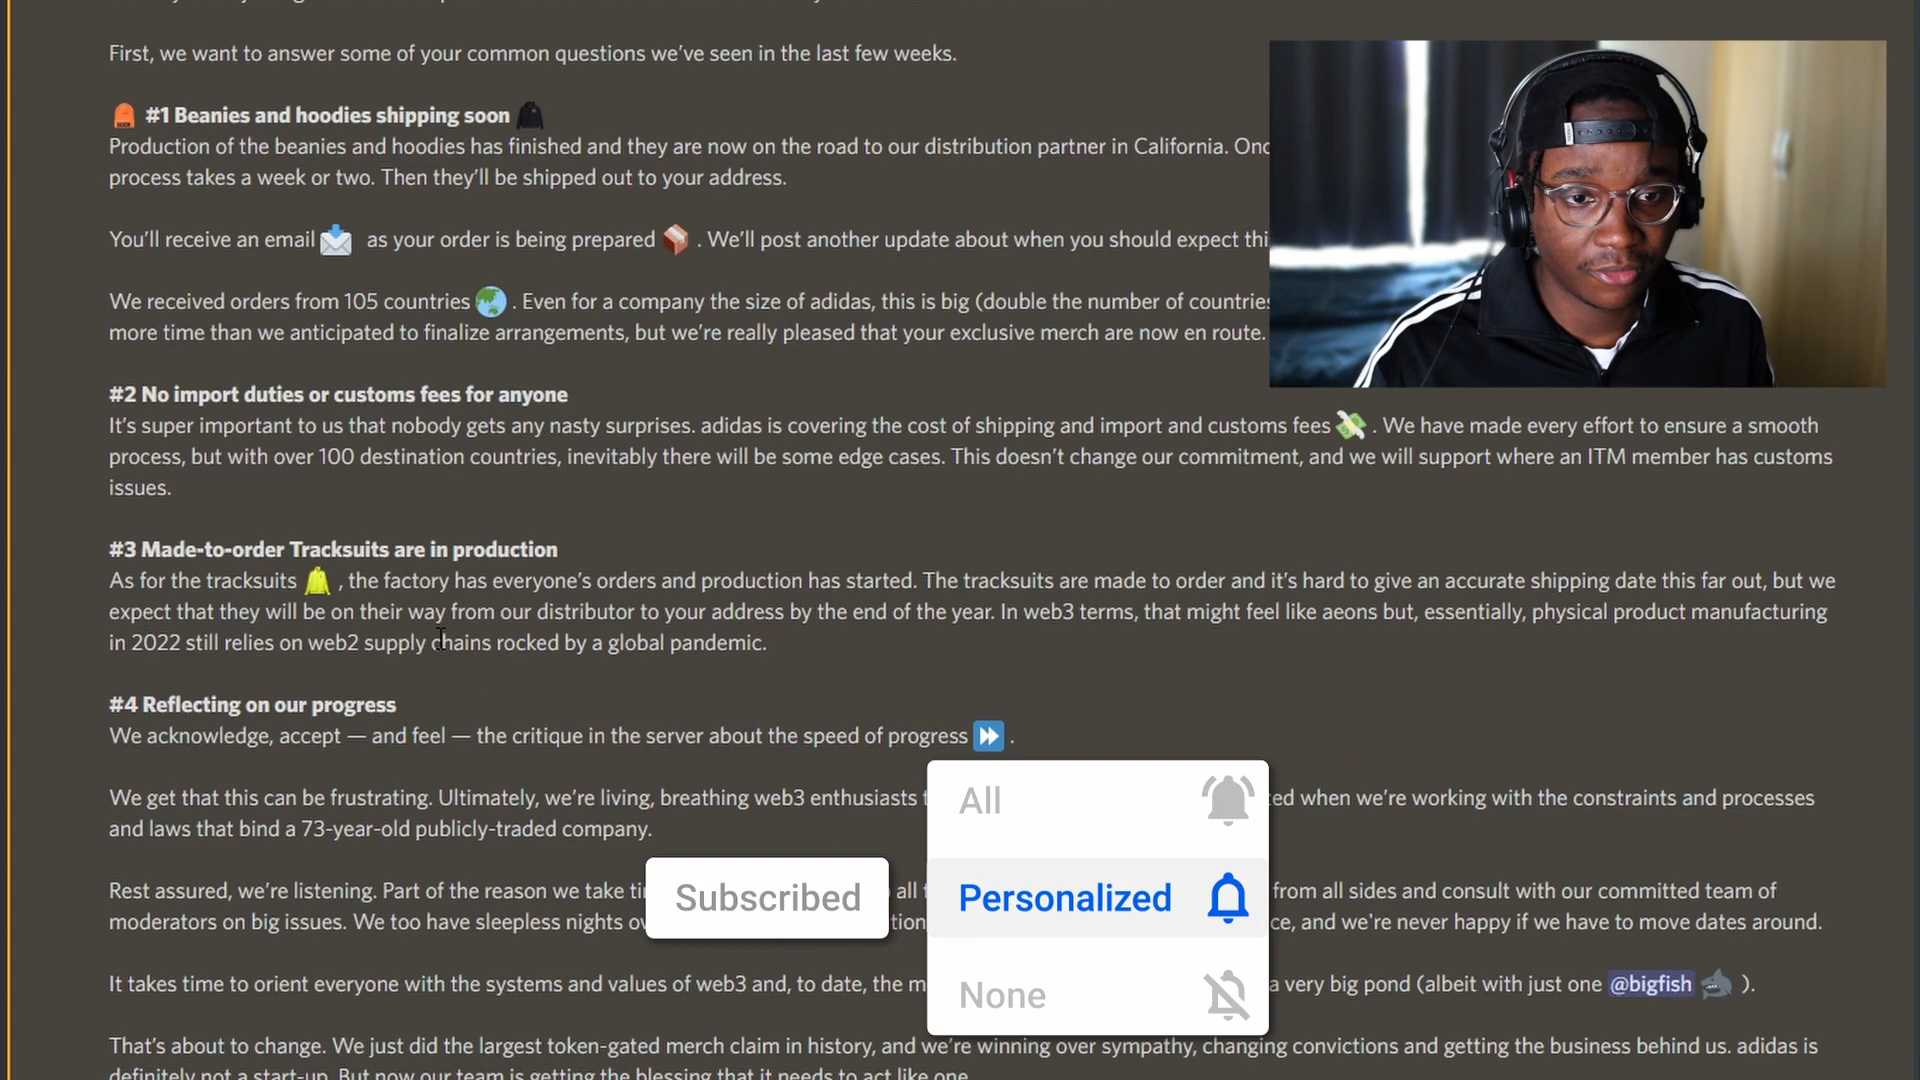 First, we want to answer some of your common questions we've seen in the last few weeks.
#1 Beanies and hoodies shipping soon
Production of the beanies and hoodies has finished and they are now on the road to our distribution partner in California.
process takes a week or two. Then they'll be shipped out to your address.
You'll receive an email as your order is being prepared . We'll post another update about when you should expect
We received orders from 105 countries . Even for a company the size of adidas, this is big (double the number of countries
more time than we anticipated to finalize arrangements, but we're really pleased that your exclusive merch are now en route.
#2 No import duties or customs fees for anyone
It's super important to us that nobody gets any nasty surprises. adidas is covering the cost of shipping and import and customs fees . We have made every effort to ensure a smooth
process, but with over 100 destination countries, inevitably there will be some edge cases. This doesn't change our commitment, and we will support where an ITM member has customs
issues.
#3 Made-to-order Tracksuits are in production
As for the tracksuits , the factory has everyone's orders and production has started. The tracksuits are made to order and it's hard to give an accurate shipping date this far out, but we
expect that they will be on their way from our distributor to your address by the end of the year. In web3 terms, that might feel like aeons but, essentially, physical product manufacturing
in 2022 still relies on web2 supply chains rocked by a global pandemic.
#4 Reflecting on our progress
We acknowledge, accept — and feel — the critique in the server about the speed of progress .
We get that this can be frustrating. Ultimately, we're living, breathing web3 enthusiasts when we're working with the constraints and processes
and laws that bind a 73-year-old publicly-traded company.
Rest assured, we're listening. Part of the reason we take all from all sides and consult with our committed team of
moderators on big issues. We too have sleepless nights and we're never happy if we have to move dates around.
It takes time to orient everyone with the systems and values of web3 and, to date, the a very big pond (albeit with just one @bigfish ).
That's about to change. We just did the largest token-gated merch claim in history, and we're winning over sympathy, changing convictions and getting the business behind us. adidas is
definitely not a start-up. But now our team is getting the blessing that it needs to act like one.
Subscribed
All
Personalized
None